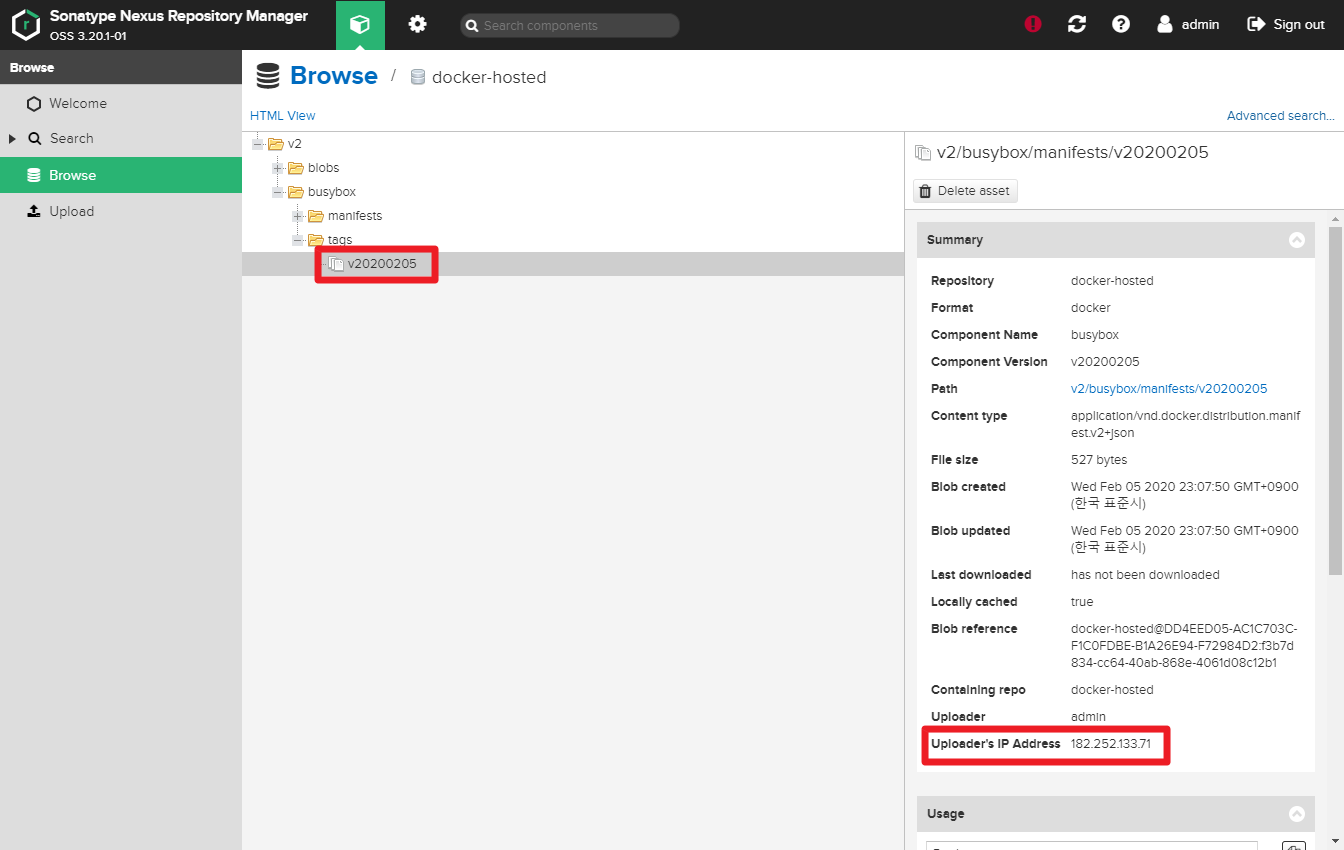 Sonatype Nexus Repository Manager
OSS 3.20.1-01
Search components
admin
Sign out
Browse
Welcome
Search
Browse
Upload
Browse / docker-hosted
HTML View
Advanced search...
v2
blobs
busybox
manifests
tags
v20200205
v2/busybox/manifests/v20200205
Delete asset
Summary
Repository docker-hosted
Format docker
Component Name busybox
Component Version v20200205
Path v2/busybox/manifests/v20200205
Content type application/vnd.docker.distribution.manif
est.v2+json
File size 527 bytes
Blob created Wed Feb 05 2020 23:07:50 GMT+0900
(한국 표준시)
Blob updated Wed Feb 05 2020 23:07:50 GMT+0900
(한국 표준시)
Last downloaded has not been downloaded
Locally cached true
Blob reference docker-hosted@DD4EED05-AC1C703C-
F1C0FDBE-B1A26E94-F72984D2:f3b7d
834-cc64-40ab-868e-4061d08c12b1
Containing repo docker-hosted
Uploader admin
Uploader's IP Address 182.252.133.71
Usage